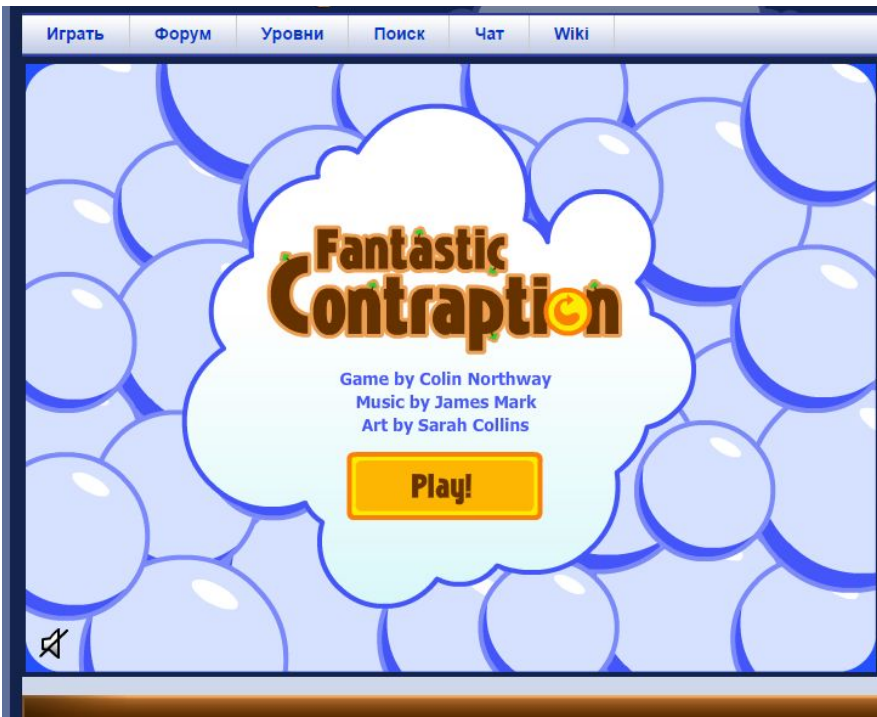 Играть Форум Уровни Поиск Чат Wiki
Fantastic
Contraption
Game by Colin Northway
Music by James Mark
Art by Sarah Collins
Play!